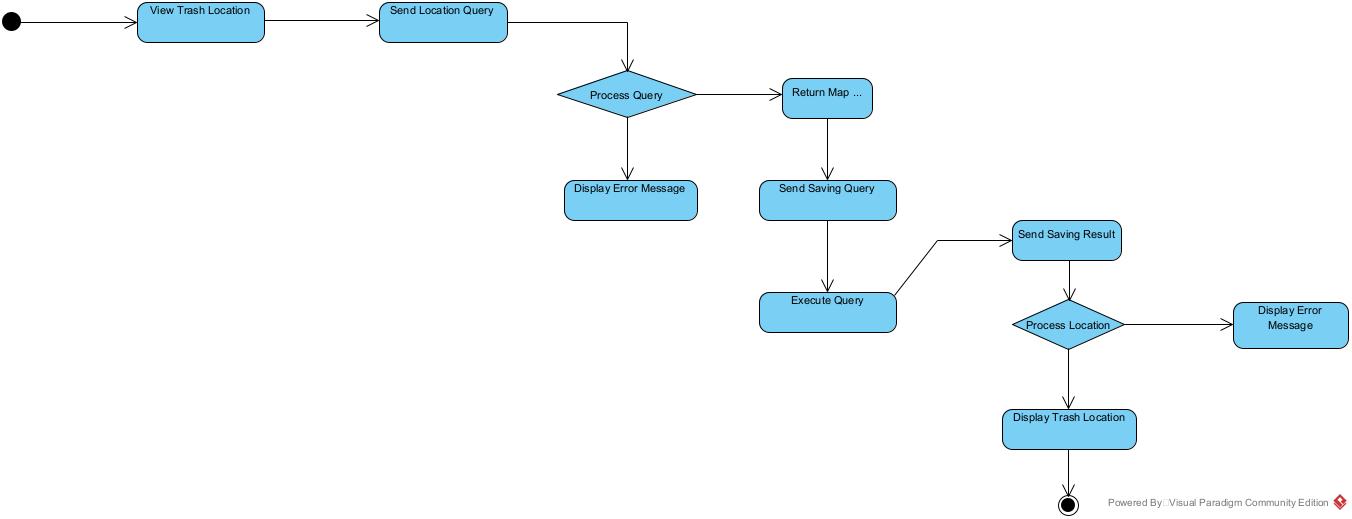 View Trash Location
Send Location Query
Process Query
Return Map ...
Display Error Message
Send Saving Query
Send Saving Result
Execute Query
Process Location
Display Error
Message
Display Trash Location
Powered By Visual Paradigm Community Edition